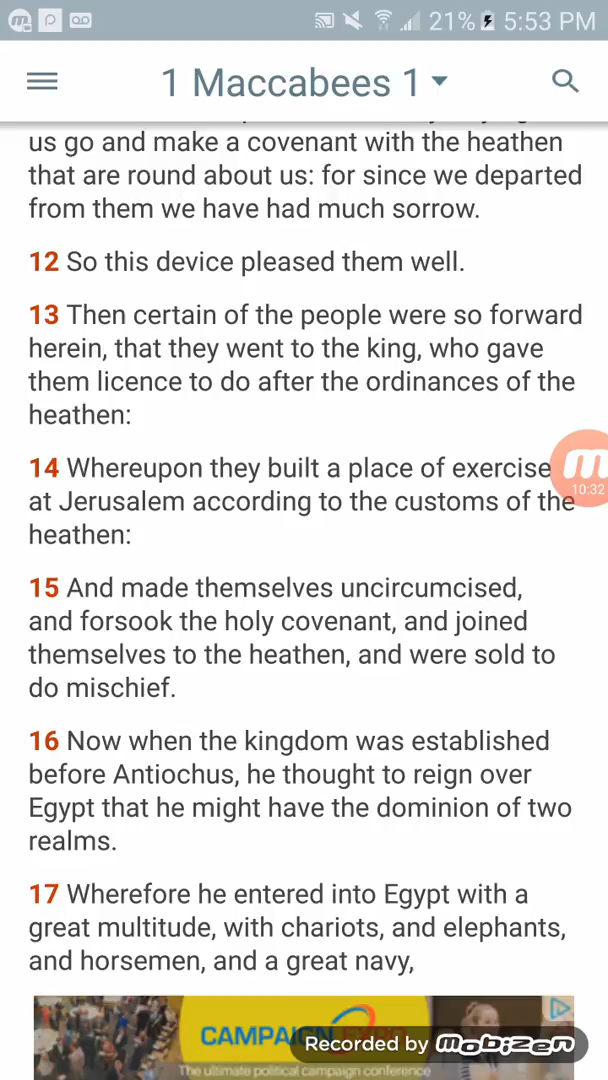 21% 5:53 PM
1 Maccabees 1
us go and make a covenant with the heathen
that are round about us: for since we departed
from them we have had much sorrow.
12 So this device pleased them well.
13 Then certain of the people were so forward
herein, that they went to the king, who gave
them licence to do after the ordinances of the
heathen:
14 Whereupon they built a place of exercise
at Jerusalem according to the customs of the
heathen:
10:32
15 And made themselves uncircumcised,
and forsook the holy covenant, and joined
themselves to the heathen, and were sold to
do mischief.
16 Now when the kingdom was established
before Antiochus, he thought to reign over
Egypt that he might have the dominion of two
realms.
17 Wherefore he entered into Egypt with a
great multitude, with chariots, and elephants,
and horsemen, and a great navy,
CAMPAIGN
Recorded by mobizen
The ultimate political campaign conference